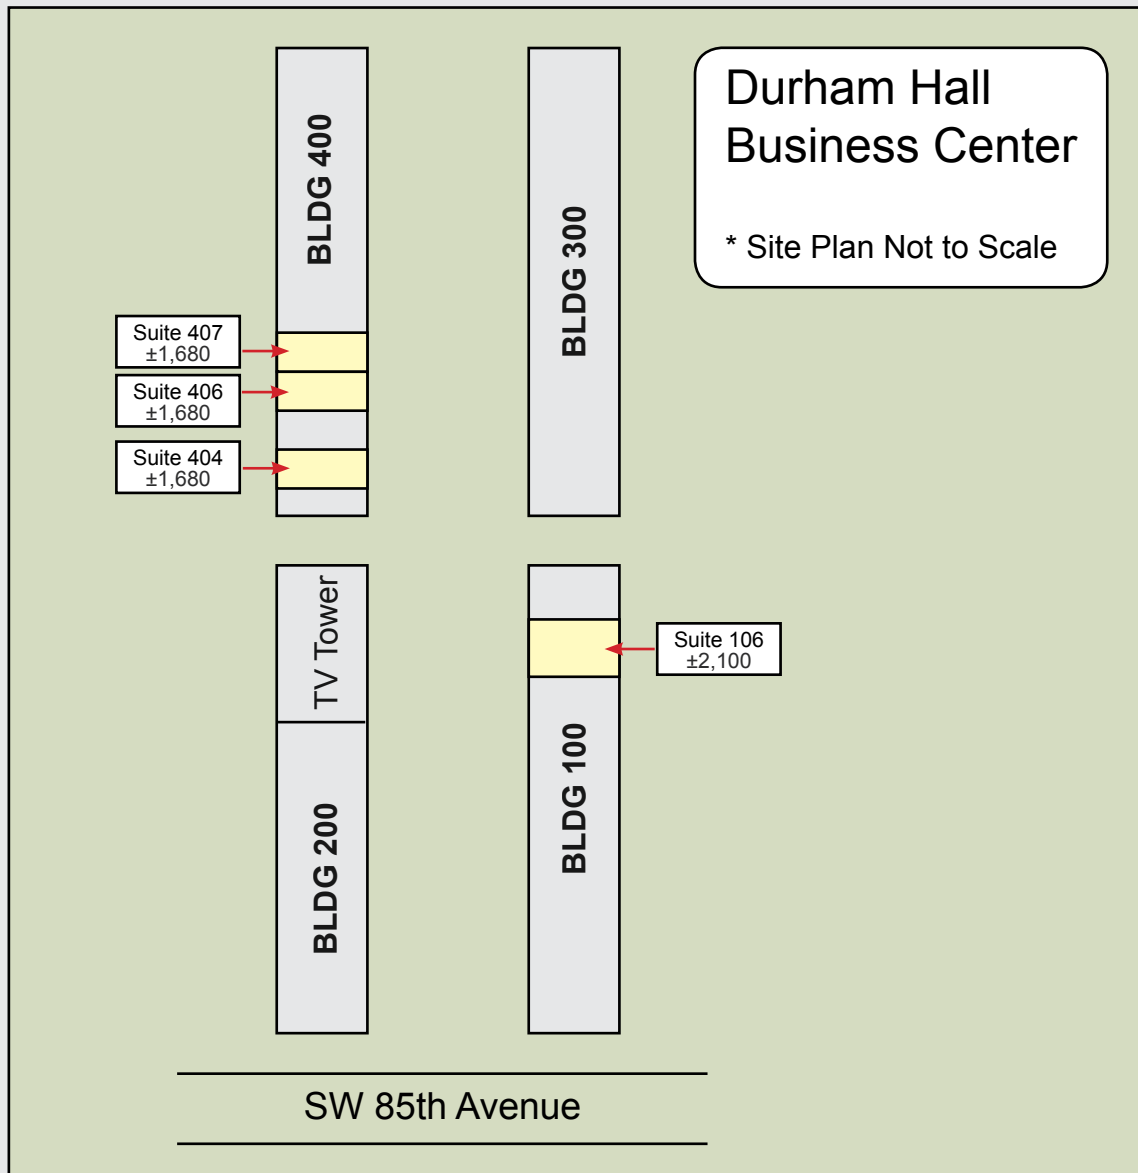 Durham Hall
Business Center
* Site Plan Not to Scale
BLDG 400
BLDG 300
Suite 407
±1,680
Suite 406
±1,680
Suite 404
±1,680
TV Tower
BLDG 200
Suite 106
±2,100
BLDG 100
SW 85th Avenue